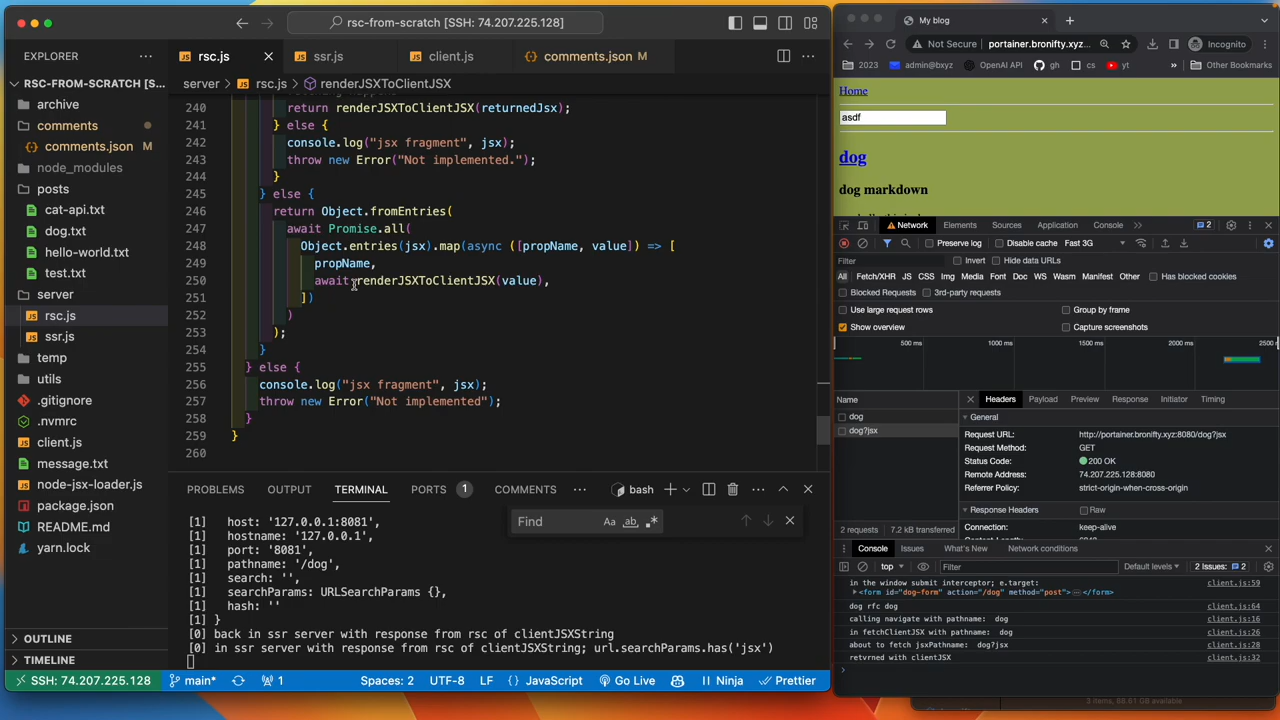 rsc-from-scratch [SSH: 74.207.225.128]
EXPLORER
RSC-FROM-SCRATCH [S...
archive
comments
comments.json M
node_modules
posts
cat-api.txt
dog.txt
hello-world.txt
test.txt
server
rsc.js
ssr.js
temp
utils
.gitignore
.nvmrc
client.js
message.txt
node-jsx-loader.js
package.json
README.md
yarn.lock
OUTLINE
TIMELINE
rsc.js
ssr.js
client.js
comments.json M
server > rsc.js > renderJSXToClientJSX
240 return renderJSXToClientJSX(returnedJsx);
241 } else {
242 console.log("jsx fragment", jsx);
243 throw new Error("Not implemented.");
244 }
245 } else {
246 return Object.fromEntries(
247 await Promise.all(
248 Object.entries(jsx).map(async ([propName, value]) => [
249 propName,
250 await renderJSXToClientJSX(value),
251 ])
252 )
253 );
254 }
255 } else {
256 console.log("jsx fragment", jsx);
257 throw new Error("Not implemented");
258 }
259 }
260
PROBLEMS OUTPUT TERMINAL PORTS 1 COMMENTS bash
Find Aa ab
[1] host: '127.0.0.1:8081',
[1] hostname: '127.0.0.1',
[1] port: '8081',
[1] pathname: '/dog',
[1] search: '',
[1] searchParams: URLSearchParams {},
[1] hash: ''
[1] }
[0] back in ssr server with response from rsc of clientJSXString
[0] in ssr server with response from rsc of clientJSXString; url.searchParams.has('jsx')
SSH: 74.207.225.128 main* 1 Spaces: 2 UTF-8 LF {} JavaScript Go Live Ninja Prettier
My blog
Not Secure portainer.bronifty.xyz... Incognito
2023 admin@bxyz OpenAI API gh cs yt » Other Bookmarks
Home
asdf
dog
dog markdown
Network Elements Sources Application Console » 2
Preserve log Disable cache Fast 3G
Filter Invert Hide data URLs
All Fetch/XHR JS CSS Img Media Font Doc WS Wasm Manifest Other Has blocked cookies
Blocked Requests 3rd-party requests
Use large request rows Group by frame
Show overview Capture screenshots
500 ms 1000 ms 1500 ms 2000 ms 2500
Name
dog
dog?jsx
2 requests 7.2 kB transferred
Headers Payload Preview Response Initiator Timing
General
Request URL: http://portainer.bronifty.xyz:8080/dog?jsx
Request Method: GET
Status Code: 200 OK
Remote Address: 74.207.225.128:8080
Referrer Policy: strict-origin-when-cross-origin
Response Headers Raw
Connection: keep-alive
Console Issues What's New Network conditions
top Filter Default levels 2 Issues: 2
in the window submit interceptor; e.target: client.js:59
<form id="dog-form" action="/dog" method="post">…</form>
dog rfc dog client.js:64
calling navigate with pathname: dog client.js:16
in fetchClientJSX with pathname: dog client.js:26
about to fetch jsxPathname: dog?jsx client.js:28
retvrned with clientJSX client.js:32
3 items, 68.61 GB available